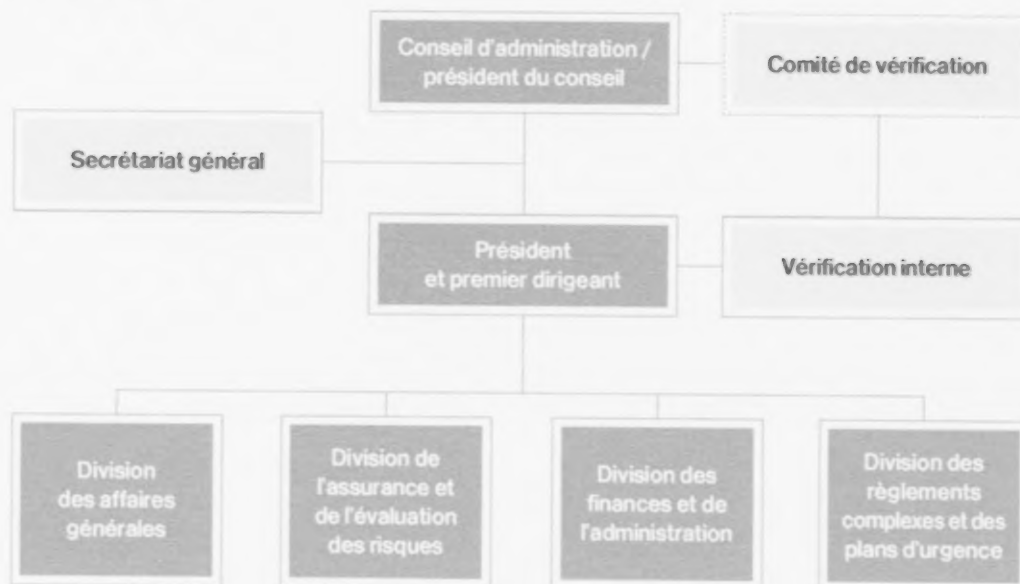 Conseil d'administration /
président du conseil
Comité de vérification
Secrétariat général
Président
et premier dirigeant
Vérification interne
Division
des affaires
générales
Division de
l'assurance et
de l'évaluation
des risques
Division des
finances et de
l'administration
Division des
règlements
complexes et des
plans d'urgence